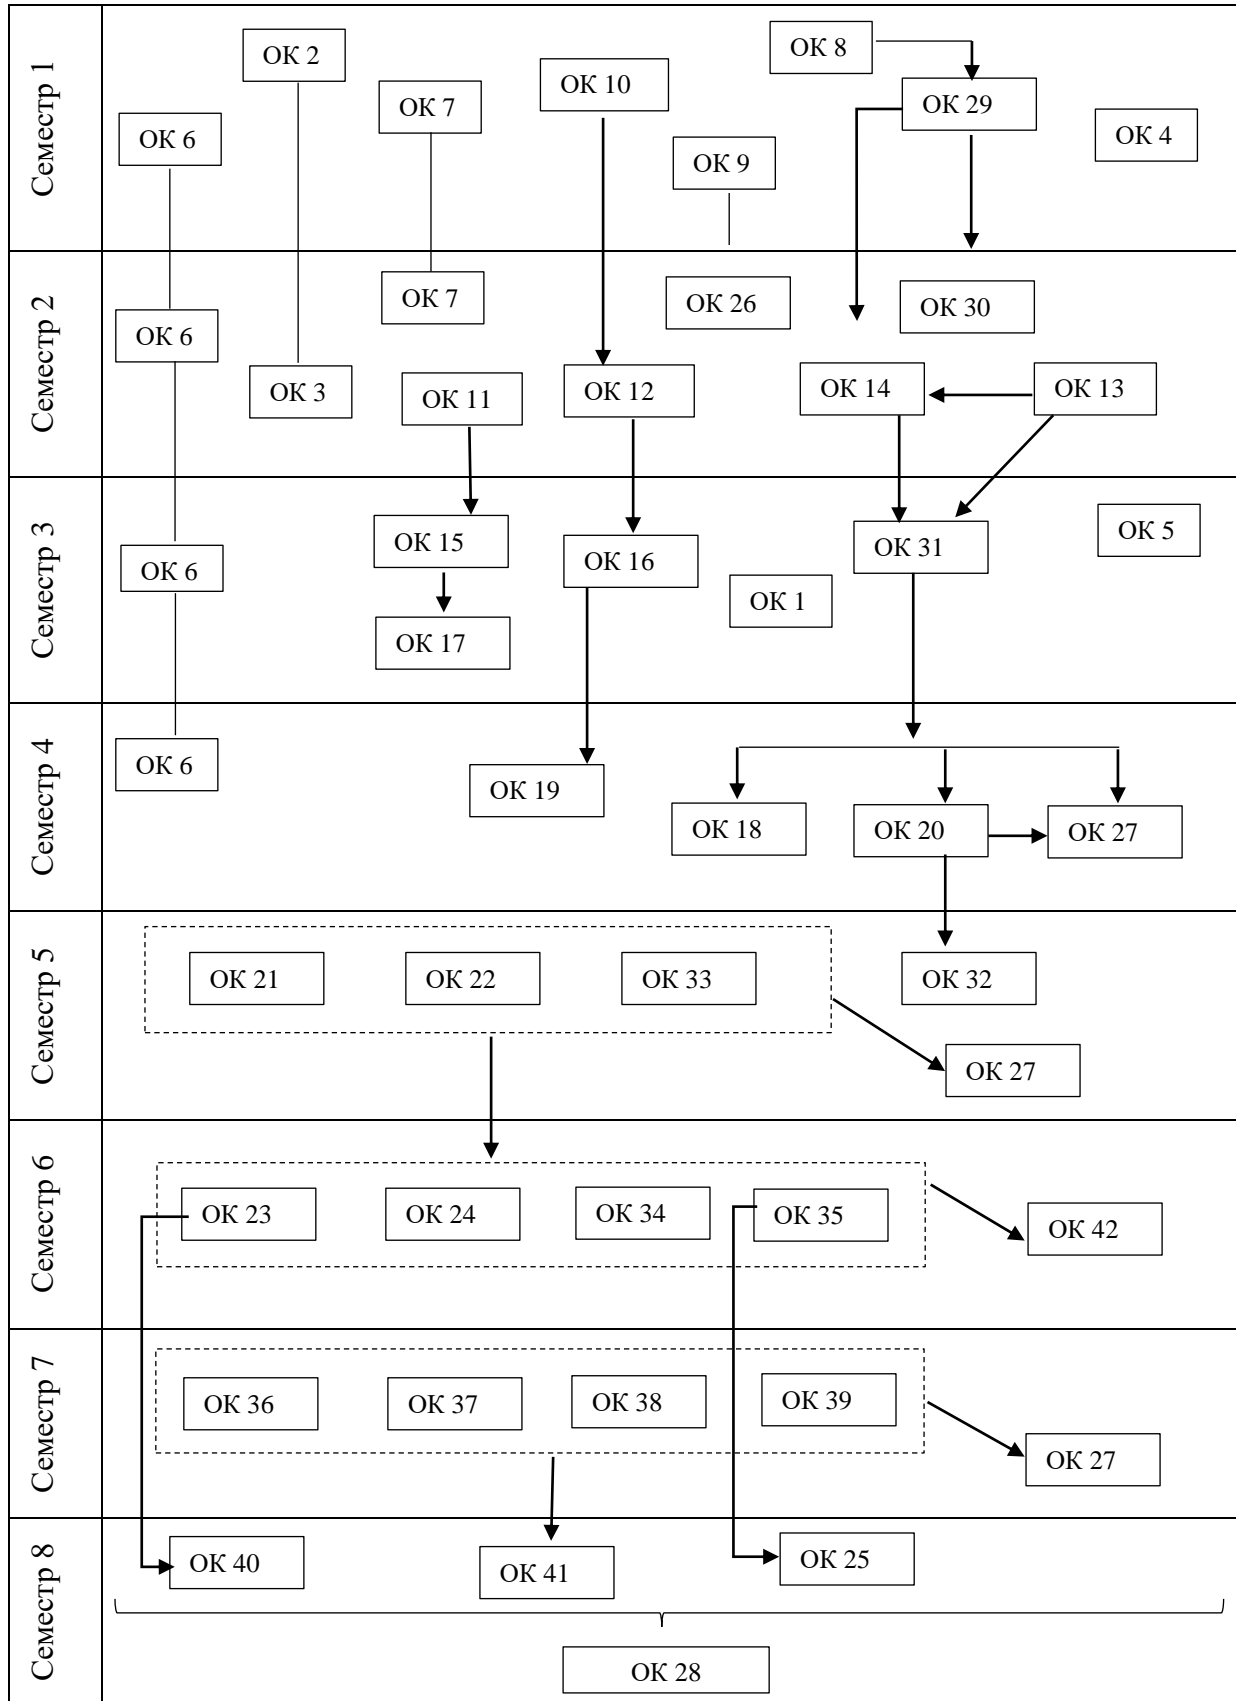 Семестр 1
ОК 2
ОК 8
ОК 10
ОК 7
ОК 29
ОК 6
ОК 4
ОК 9
Семестр 2
ОК 7
ОК 26
ОК 30
ОК 6
ОК 3
ОК 11
ОК 12
ОК 14
ОК 13
Семестр 3
ОК 15
ОК 5
ОК 31
ОК 16
ОК 6
ОК 1
ОК 17
Семестр 4
ОК 6
ОК 19
ОК 18
ОК 20
ОК 27
Семестр 5
ОК 21
ОК 22
ОК 33
ОК 32
ОК 27
Семестр 6
ОК 23
ОК 24
ОК 34
ОК 35
ОК 42
Семестр 7
ОК 36
ОК 37
ОК 38
ОК 39
ОК 27
Семестр 8
ОК 40
ОК 41
ОК 25
ОК 28